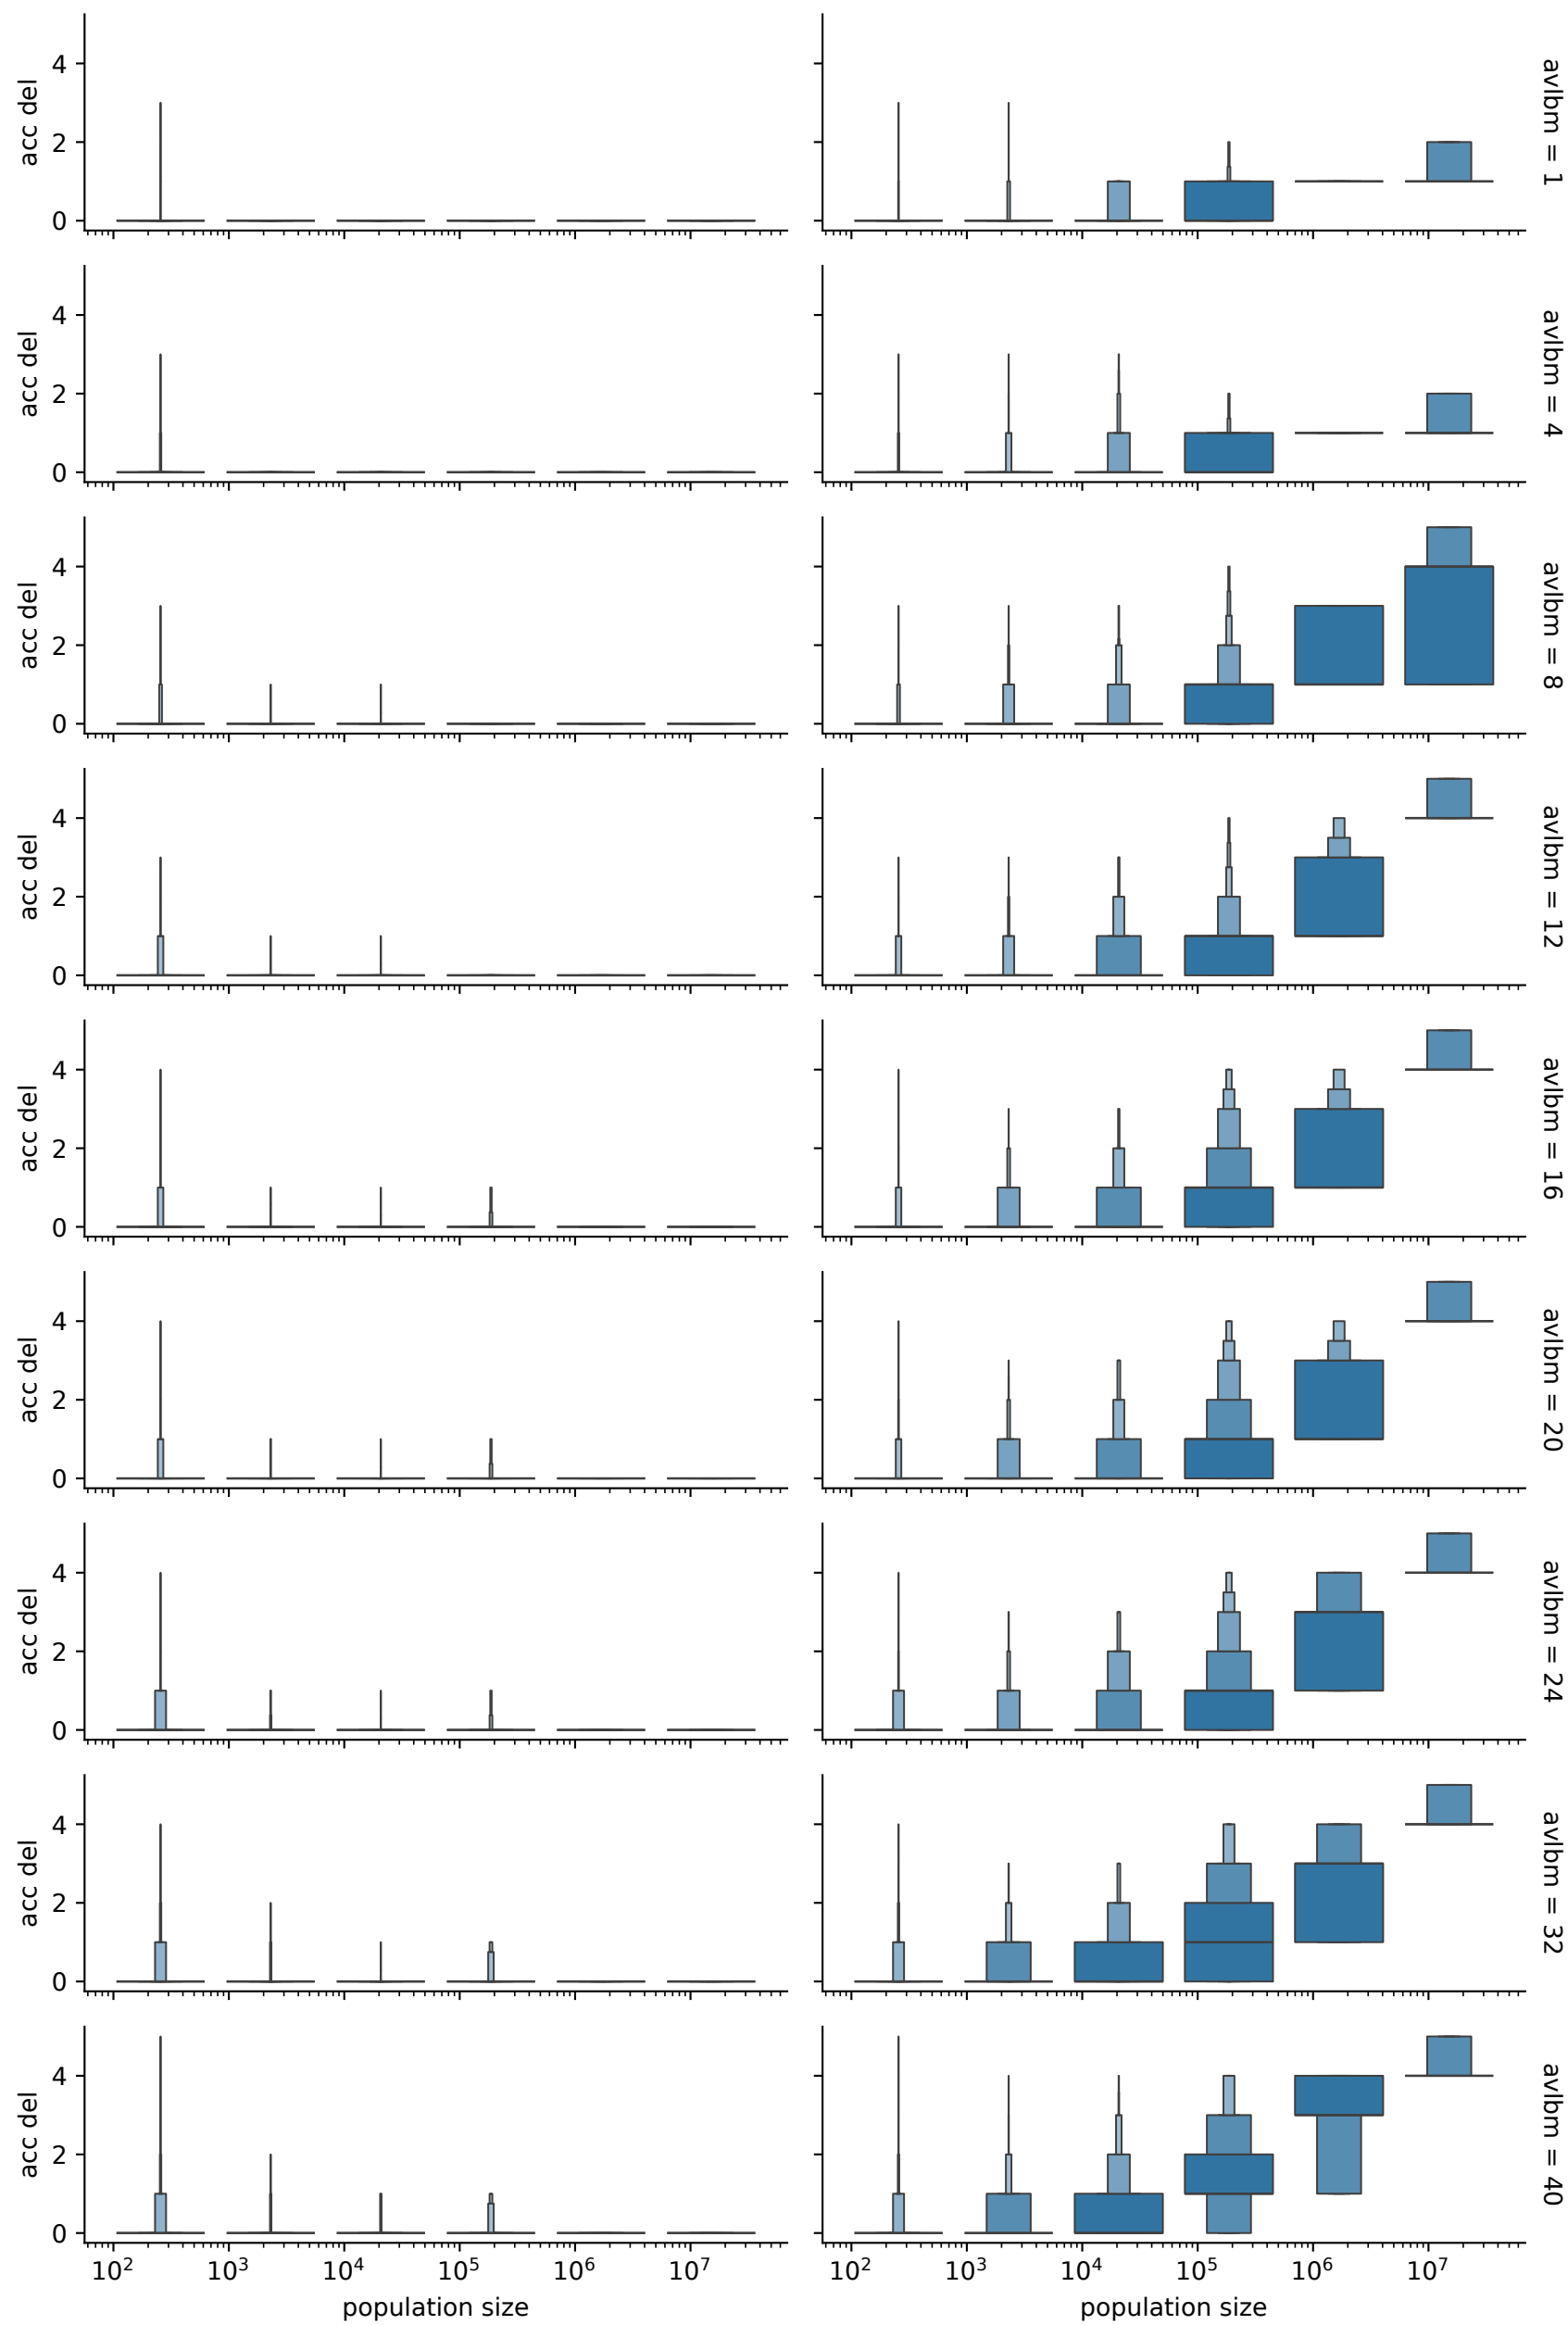 acc del
4
2
0
avlbm = 1
acc del
4
2
0
avlbm = 4
acc del
4
2
0
avlbm = 8
acc del
4
2
0
avlbm = 12
acc del
4
2
0
avlbm = 16
acc del
4
2
0
avlbm = 20
acc del
4
2
0
avlbm = 24
acc del
4
2
0
avlbm = 32
acc del
4
2
0
avlbm = 40
10² 10³ 10⁴ 10⁵ 10⁶ 10⁷ 10² 10³ 10⁴ 10⁵ 10⁶ 10⁷
population size population size